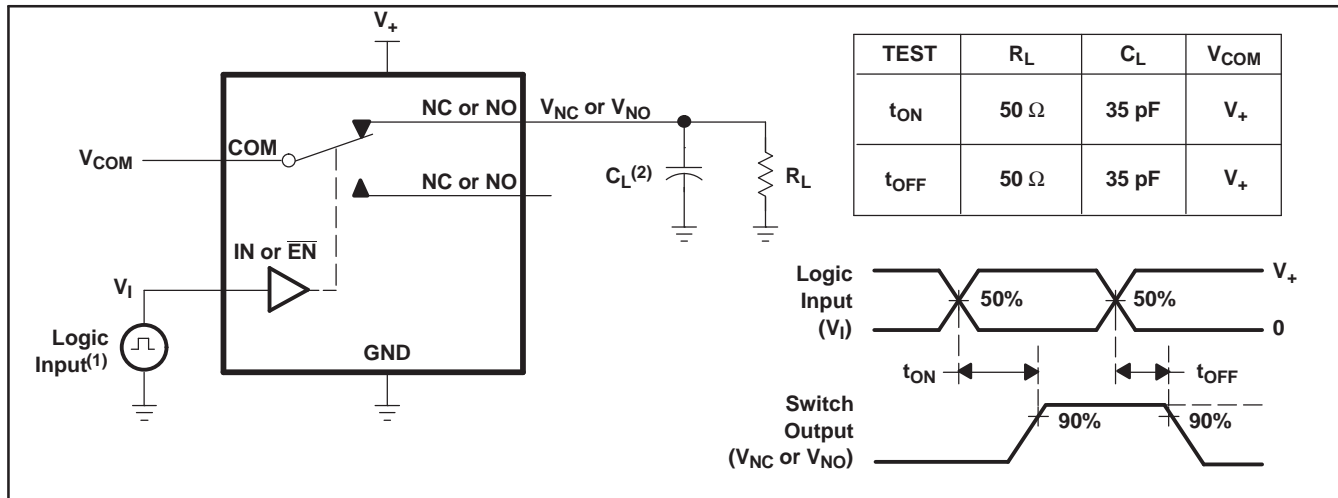 V+
NC or NO
VNC or VNO
COM
VCOM
NC or NO
CL(2)
RL
IN or EN
VI
Logic
Input(1)
GND
TEST RL CL VCOM
tON 50 Ω 35 pF V+
tOFF 50 Ω 35 pF V+
Logic
Input
(VI)
50%
50%
V+
0
tON
tOFF
Switch
Output
(VNC or VNO)
90%
90%